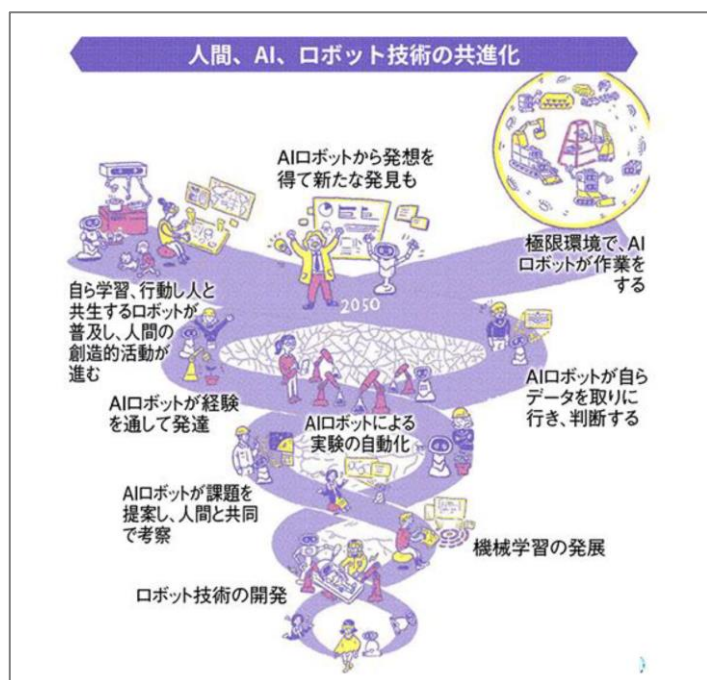 人間、AI、ロボット技術の共進化
AIロボットから発想を
得て新たな発見も
極限環境で、AI
ロボットが作業を
する
自ら学習、行動し人と
共生するロボットが
普及し、人間の
創造的活動が
進む
2050
AIロボットが経験
を通して発達
AIロボットによる
実験の自動化
AIロボットが自ら
データを取りに
行き、判断する
AIロボットが課題を
提案し、人間と共同
で考察
機械学習の発展
ロボット技術の開発